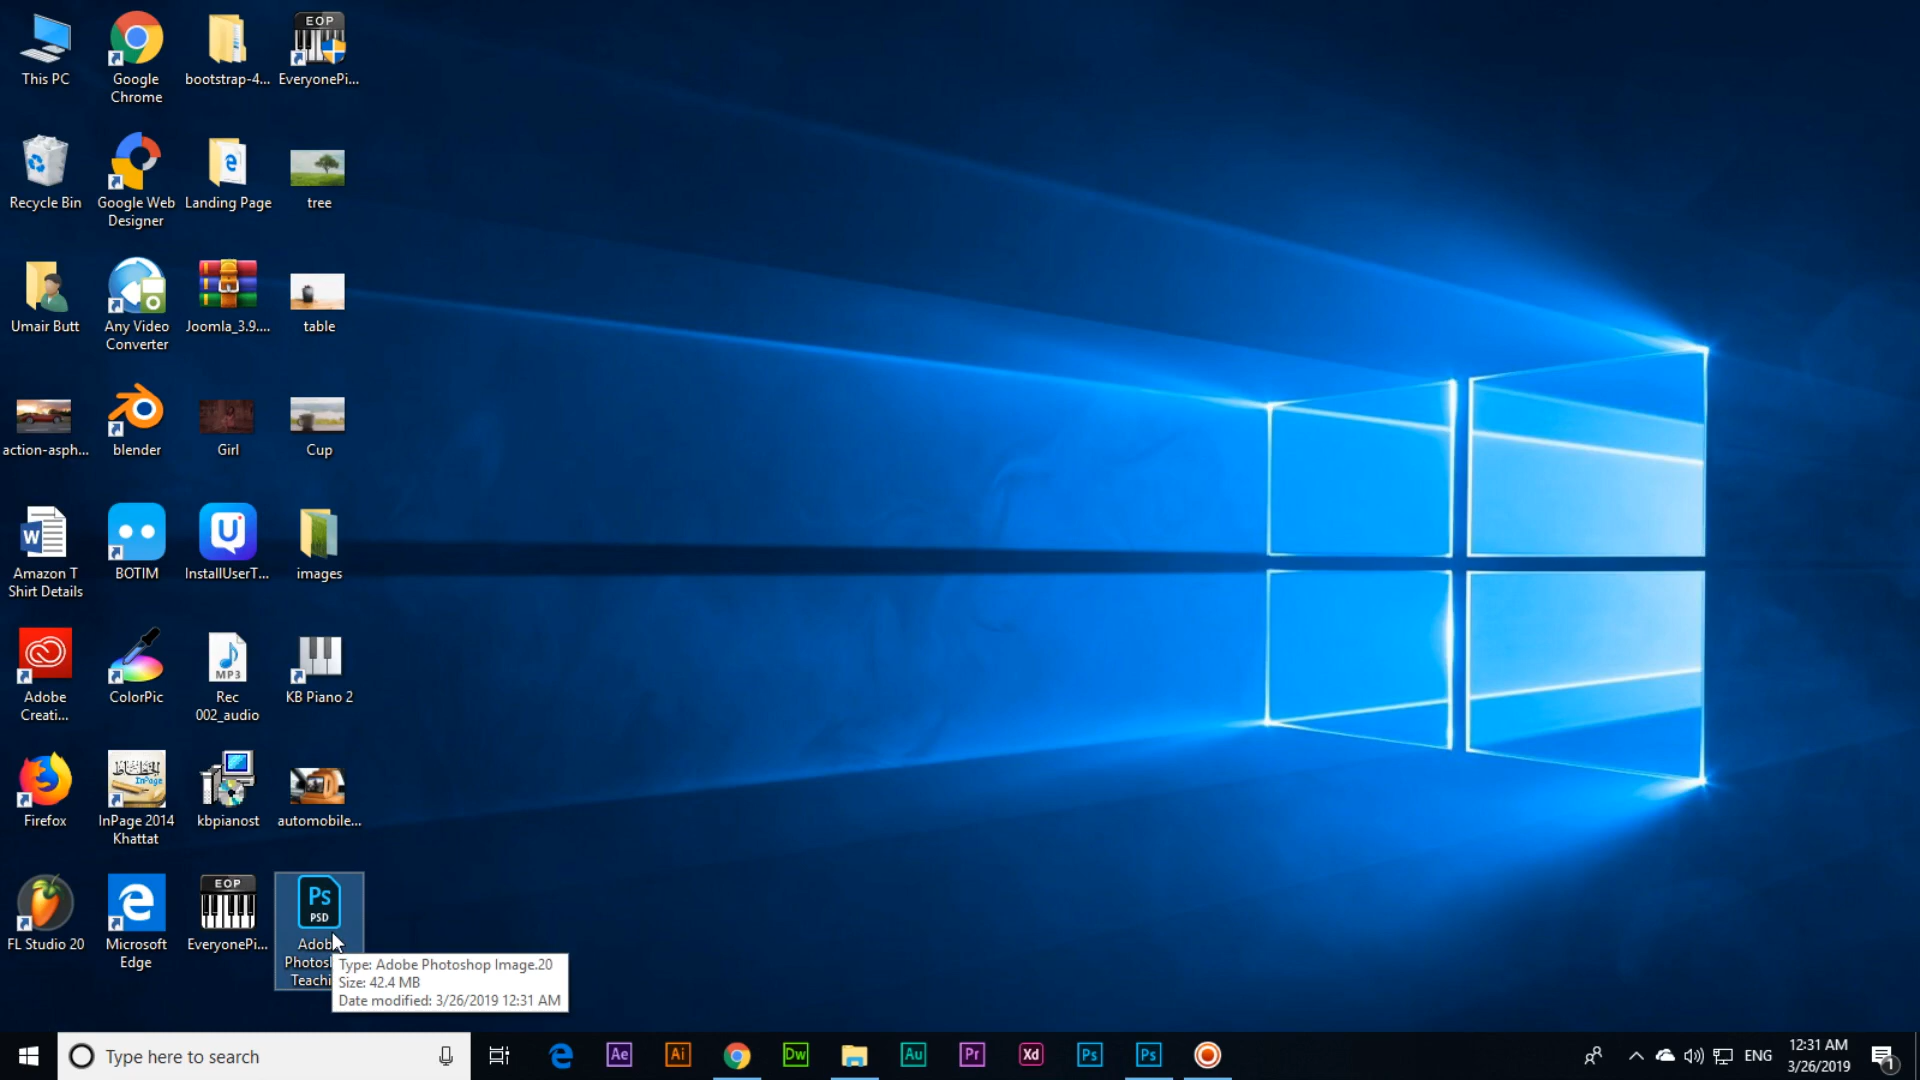 This PC
Google
Chrome
bootstrap-4...
EOP
EveryonePi...
Recycle Bin
Google Web
Designer
Landing Page
tree
Umair Butt
Any Video
Converter
Joomla_3.9....
table
action-asph...
blender
Girl
Cup
W
Amazon T
Shirt Details
BOTIM
InstallUserT...
images
Adobe
Creati...
ColorPic
MP3
Rec
002_audio
KB Piano 2
Firefox
InPage
InPage 2014
Khattat
kbpianost
automobile...
FL Studio 20
Microsoft
Edge
EOP
EveryonePi...
Ps
PSD
Type: Adobe Photoshop Image.20
Size: 42.4 MB
Date modified: 3/26/2019 12:31 AM
Type here to search
Ae
Ai
Dw
Au
Pr
Xd
Ps
Ps
ENG
12:31 AM
3/26/2019
1